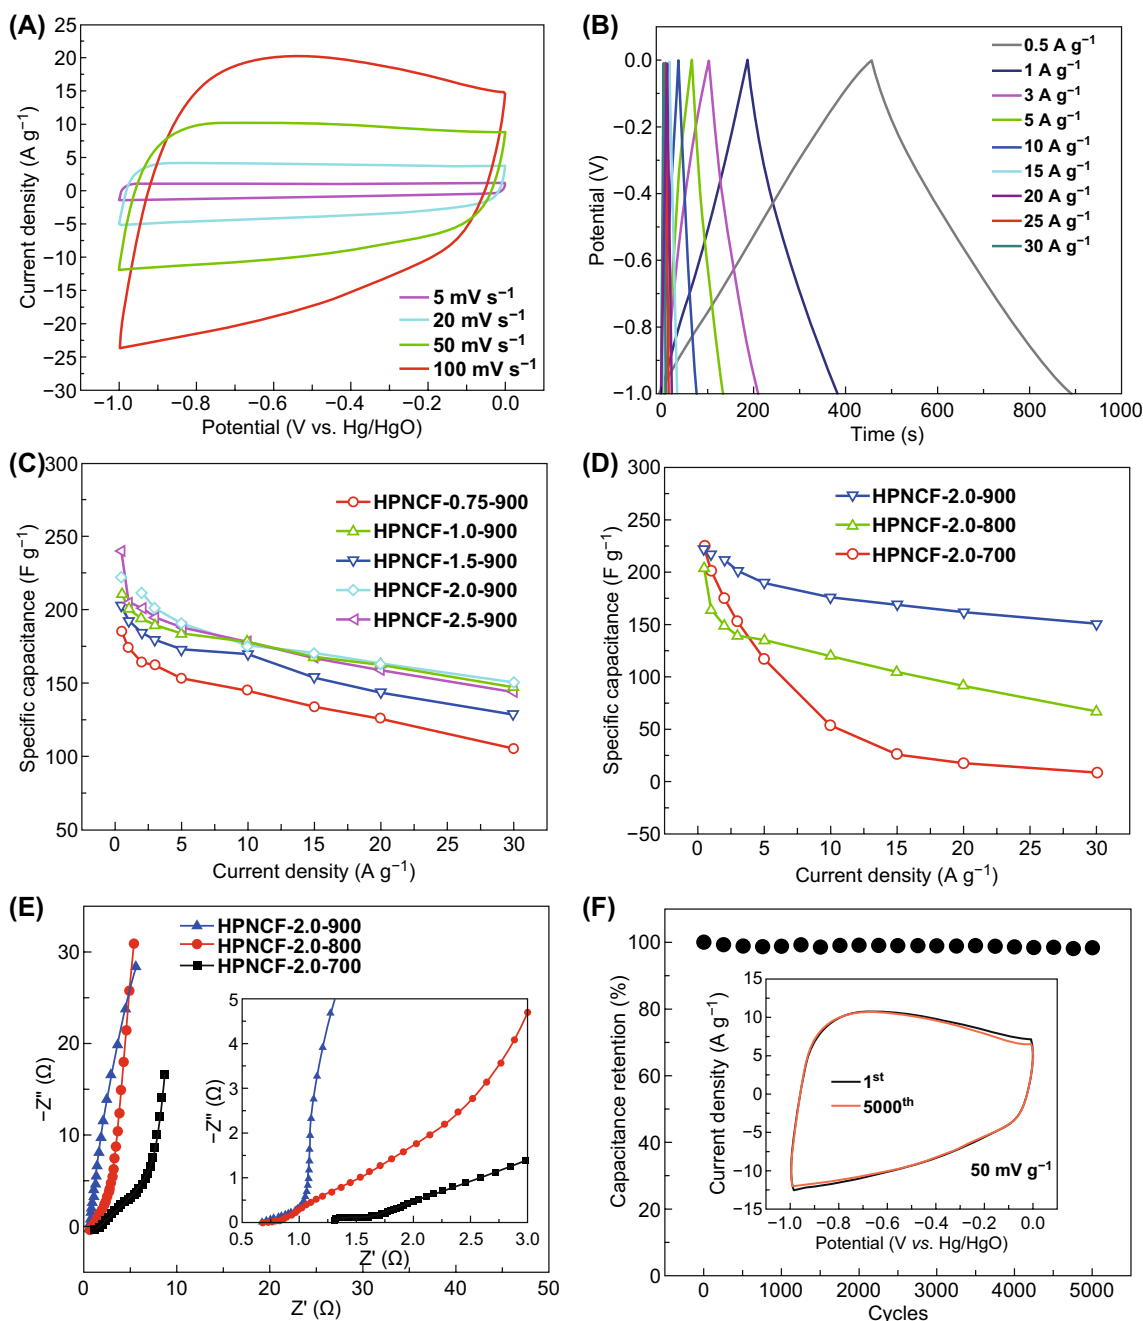 (A)
25
20
15
10
5
0
−5
−10
−15
−20
−25
−30
Current density (A g⁻¹)
5 mV s⁻¹
20 mV s⁻¹
50 mV s⁻¹
100 mV s⁻¹
−1.0 −0.8 −0.6 −0.4 −0.2 0.0
Potential (V vs. Hg/HgO)
(B)
0.0
−0.2
−0.4
−0.6
−0.8
−1.0
Potential (V)
0.5 A g⁻¹
1 A g⁻¹
3 A g⁻¹
5 A g⁻¹
10 A g⁻¹
15 A g⁻¹
20 A g⁻¹
25 A g⁻¹
30 A g⁻¹
0 200 400 600 800 1000
Time (s)
(C)
300
250
200
150
100
50
Specific capacitance (F g⁻¹)
HPNCF-0.75-900
HPNCF-1.0-900
HPNCF-1.5-900
HPNCF-2.0-900
HPNCF-2.5-900
0 5 10 15 20 25 30
Current density (A g⁻¹)
(D)
300
250
200
150
100
50
0
−50
Specific capacitance (F g⁻¹)
HPNCF-2.0-900
HPNCF-2.0-800
HPNCF-2.0-700
0 5 10 15 20 25 30
Current density (A g⁻¹)
(E)
30
20
10
0
−Z'' (Ω)
HPNCF-2.0-900
HPNCF-2.0-800
HPNCF-2.0-700
5
4
3
2
1
0
−Z'' (Ω)
0.5 1.0 1.5 2.0 2.5 3.0
Z' (Ω)
0 10 20 30 40 50
Z' (Ω)
(F)
100
80
60
40
20
0
Capacitance retention (%)
15
10
5
0
−5
−10
−15
Current density (A g⁻¹)
1ˢᵗ
5000ᵗʰ
50 mV g⁻¹
−1.0 −0.8 −0.6 −0.4 −0.2 0.0
Potential (V vs. Hg/HgO)
0 1000 2000 3000 4000 5000
Cycles